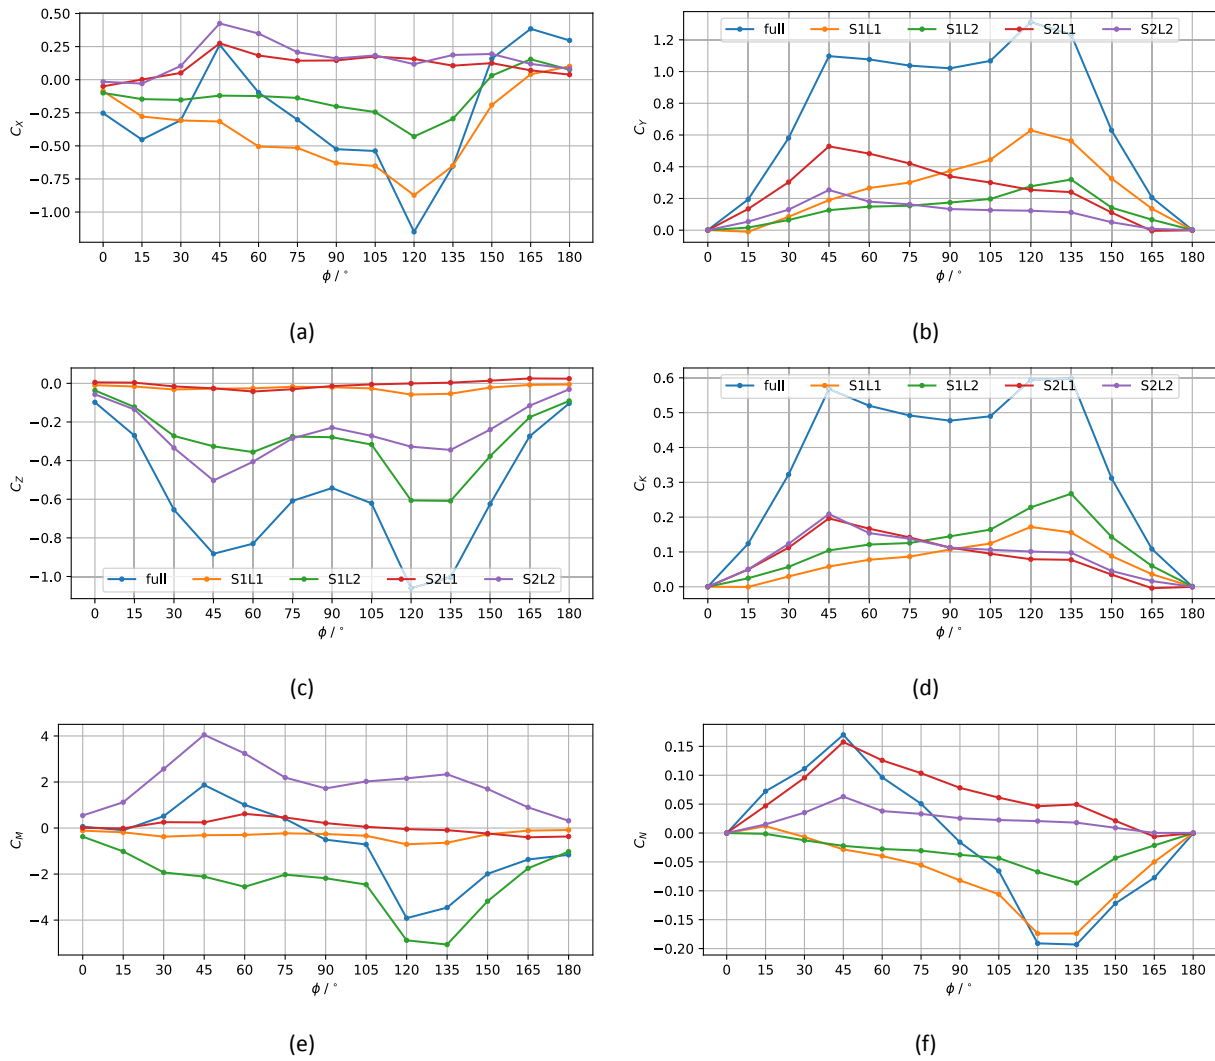 0.50
0.25
0.00
−0.25
−0.50
−0.75
−1.00
C_X
0 15 30 45 60 75 90 105 120 135 150 165 180
ϕ / °
(a)
full S1L1 S1L2 S2L1 S2L2
1.2
1.0
0.8
0.6
0.4
0.2
0.0
C_Y
0 15 30 45 60 75 90 105 120 135 150 165 180
ϕ / °
(b)
0.0
−0.2
−0.4
−0.6
−0.8
−1.0
C_Z
full S1L1 S1L2 S2L1 S2L2
0 15 30 45 60 75 90 105 120 135 150 165 180
ϕ / °
(c)
0.6
full S1L1 S1L2 S2L1 S2L2
0.5
0.4
0.3
0.2
0.1
0.0
C_K
0 15 30 45 60 75 90 105 120 135 150 165 180
ϕ / °
(d)
4
2
0
−2
−4
C_M
0 15 30 45 60 75 90 105 120 135 150 165 180
ϕ / °
(e)
0.15
0.10
0.05
0.00
−0.05
−0.10
−0.15
−0.20
C_N
0 15 30 45 60 75 90 105 120 135 150 165 180
ϕ / °
(f)